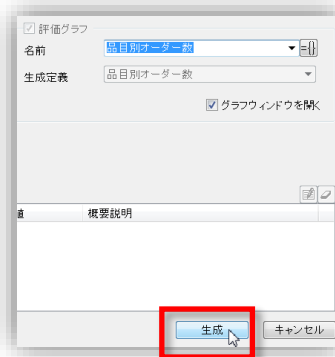 評価グラフ
名前 品目別オーダー数 ={}
生成定義 品目別オーダー数
グラフウィンドウを開く
値 概要説明
生成 キャンセル